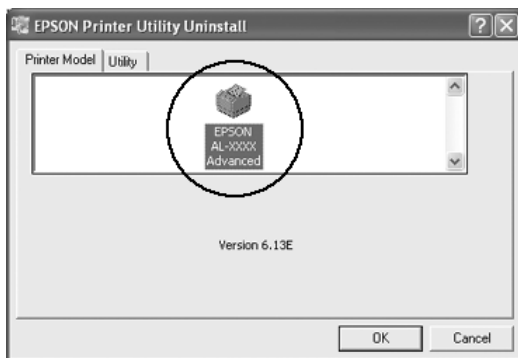 EPSON Printer Utility Uninstall
Printer Model Utility
EPSON
AL-XXXX
Advanced
Version 6.13E
OK Cancel